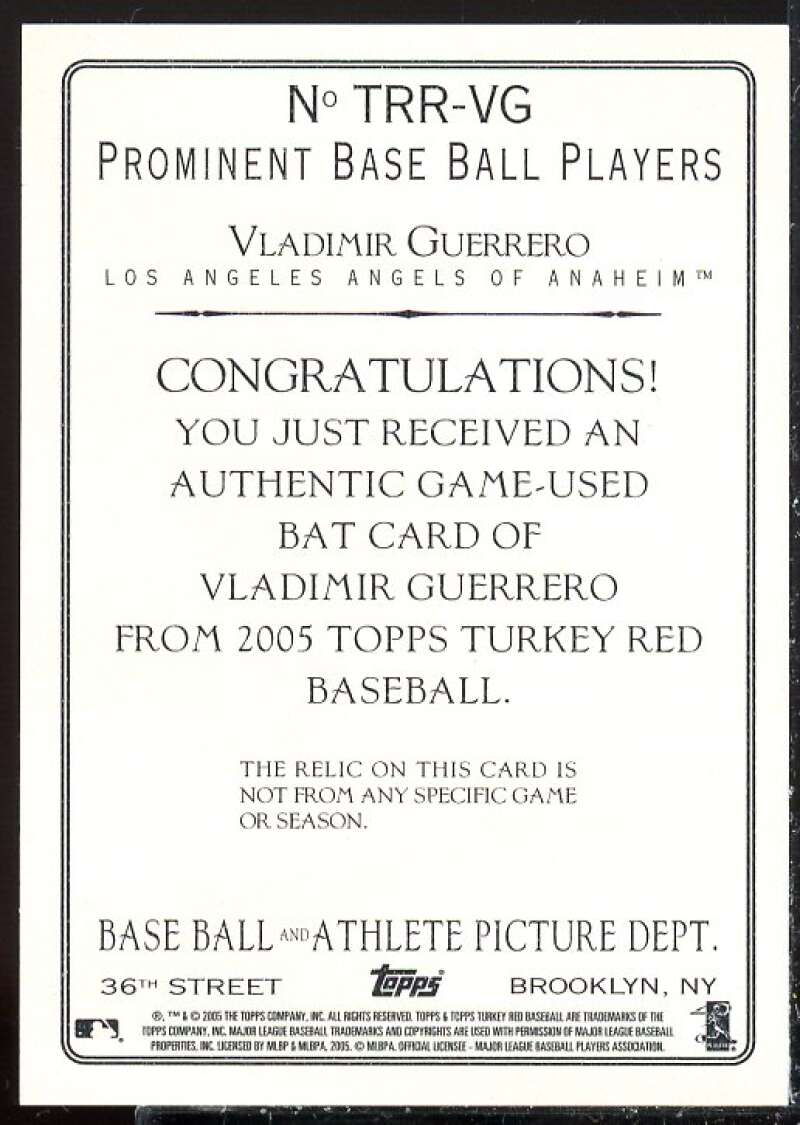 Nº TRR-VG
PROMINENT BASE BALL PLAYERS
VLADIMIR GUERRERO
LOS ANGELES ANGELS OF ANAHEIM™
CONGRATULATIONS!
YOU JUST RECEIVED AN
AUTHENTIC GAME-USED
BAT CARD OF
VLADIMIR GUERRERO
FROM 2005 TOPPS TURKEY RED
BASEBALL.
THE RELIC ON THIS CARD IS
NOT FROM ANY SPECIFIC GAME
OR SEASON.
BASE BALL AND ATHLETE PICTURE DEPT.
36TH STREET topps BROOKLYN, NY
®, ™ & © 2005 THE TOPPS COMPANY, INC. ALL RIGHTS RESERVED. TOPPS & TOPPS TURKEY RED BASEBALL ARE TRADEMARKS OF THE
TOPPS COMPANY, INC. MAJOR LEAGUE BASEBALL TRADEMARKS AND COPYRIGHTS ARE USED WITH PERMISSION OF MAJOR LEAGUE BASEBALL
PROPERTIES, INC. LICENSED BY MLBP & MLBPA, 2005. © MLBPA. OFFICIAL LICENSEE - MAJOR LEAGUE BASEBALL PLAYERS ASSOCIATION.